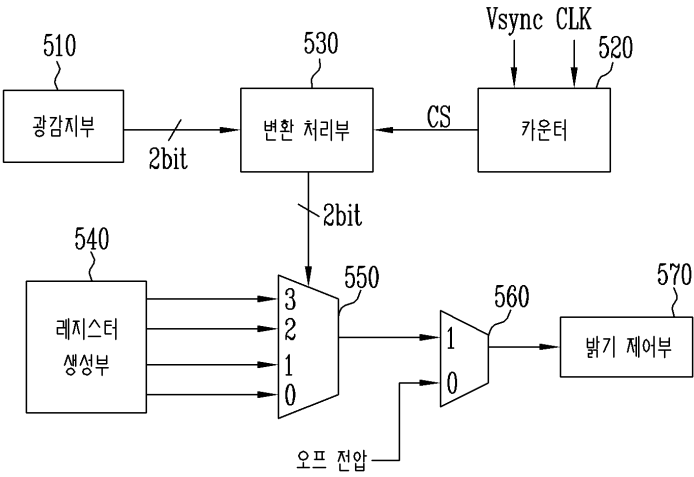 Vsync CLK
510
530
520
광감지부
변환 처리부
CS
카운터
2bit
2bit
540
550
560
570
레지스터
생성부
3
2
1
0
1
0
밝기 제어부
오프 전압